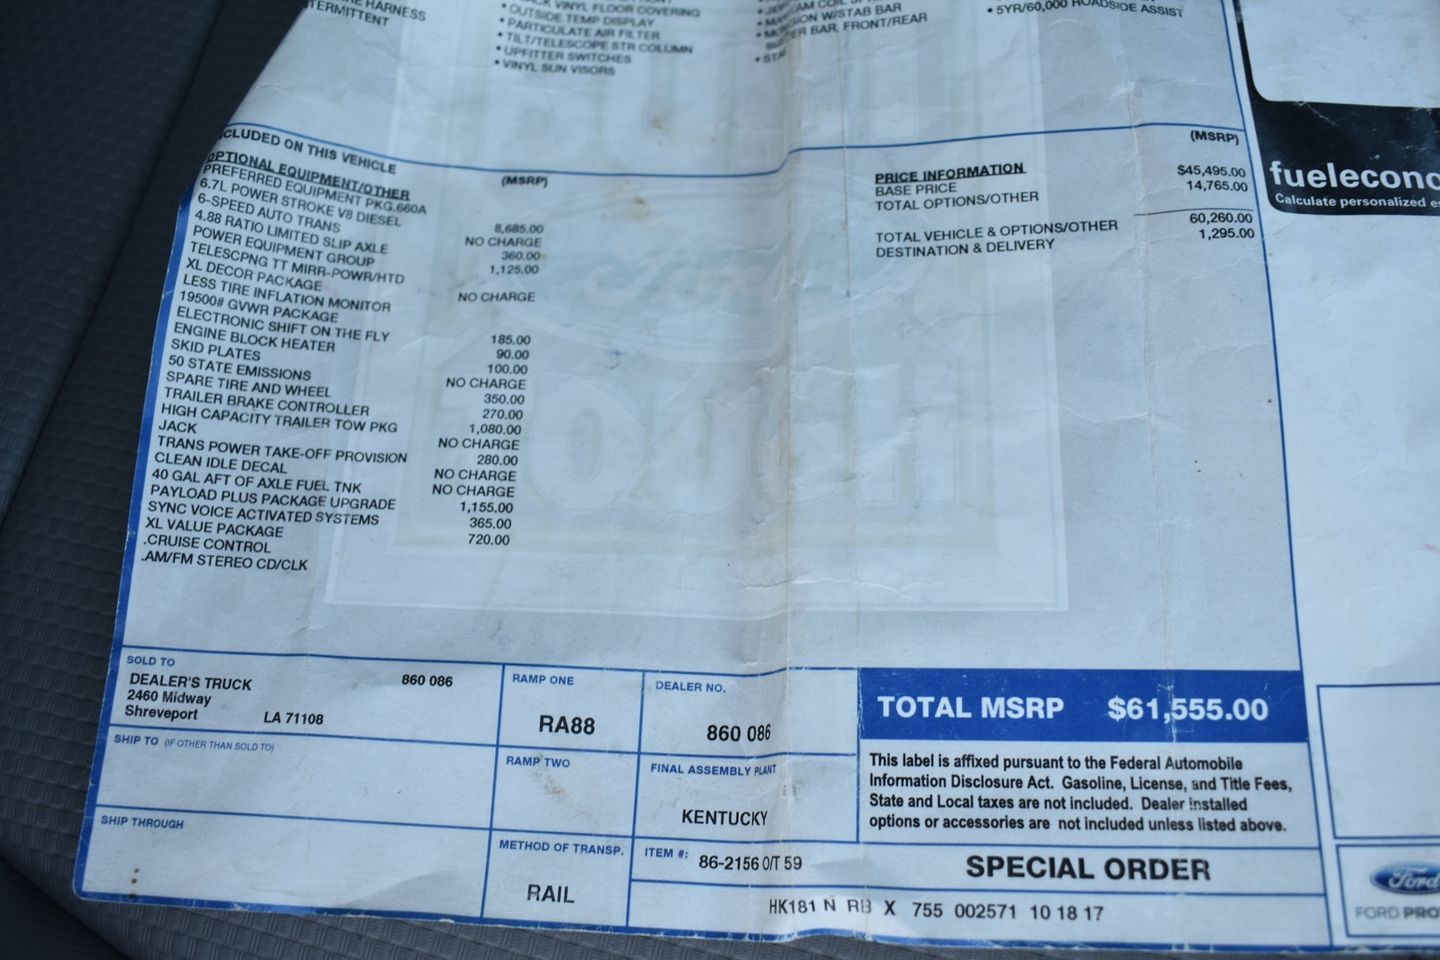 HARNESS
TERMITTENT
VINYL FLOOR COVERING
• OUTSIDE TEMP DISPLAY
• PARTICULATE AIR FILTER
• TILT/TELESCOPE STR COLUMN
• UPFITTER SWITCHES
• VINYL SUN VISORS
W/STAB BAR
BAR, FRONT/REAR
• 5YR/60,000 ROADSIDE ASSIST
CLUDED ON THIS VEHICLE
(MSRP)
OPTIONAL EQUIPMENT/OTHER
PREFERRED EQUIPMENT PKG.660A
6.7L POWER STROKE V8 DIESEL 8,685.00
6-SPEED AUTO TRANS NO CHARGE
4.88 RATIO LIMITED SLIP AXLE 360.00
POWER EQUIPMENT GROUP 1,125.00
TELESCPNG TT MIRR-POWR/HTD
XL DECOR PACKAGE NO CHARGE
LESS TIRE INFLATION MONITOR
19500# GVWR PACKAGE
ELECTRONIC SHIFT ON THE FLY 185.00
ENGINE BLOCK HEATER 90.00
SKID PLATES 100.00
50 STATE EMISSIONS NO CHARGE
SPARE TIRE AND WHEEL 350.00
TRAILER BRAKE CONTROLLER 270.00
HIGH CAPACITY TRAILER TOW PKG 1,080.00
JACK NO CHARGE
TRANS POWER TAKE-OFF PROVISION 280.00
CLEAN IDLE DECAL NO CHARGE
40 GAL AFT OF AXLE FUEL TNK NO CHARGE
PAYLOAD PLUS PACKAGE UPGRADE 1,155.00
SYNC VOICE ACTIVATED SYSTEMS 365.00
XL VALUE PACKAGE 720.00
.CRUISE CONTROL
.AM/FM STEREO CD/CLK
(MSRP)
PRICE INFORMATION
BASE PRICE $45,495.00
TOTAL OPTIONS/OTHER 14,765.00
TOTAL VEHICLE & OPTIONS/OTHER 60,260.00
DESTINATION & DELIVERY 1,295.00
fuelecono
Calculate personalized es
Ford
TOUGH
SOLD TO
DEALER'S TRUCK 860 086
2460 Midway
Shreveport LA 71108
SHIP TO (IF OTHER THAN SOLD TO)
SHIP THROUGH
RAMP ONE
RA88
RAMP TWO
METHOD OF TRANSP.
RAIL
DEALER NO.
860 086
FINAL ASSEMBLY PLANT
KENTUCKY
ITEM #: 86-2156 O/T 59
TOTAL MSRP $61,555.00
This label is affixed pursuant to the Federal Automobile
Information Disclosure Act. Gasoline, License, and Title Fees,
State and Local taxes are not included. Dealer installed
options or accessories are not included unless listed above.
SPECIAL ORDER
HK181 N RB X 755 002571 10 18 17
Ford
FORD PRO